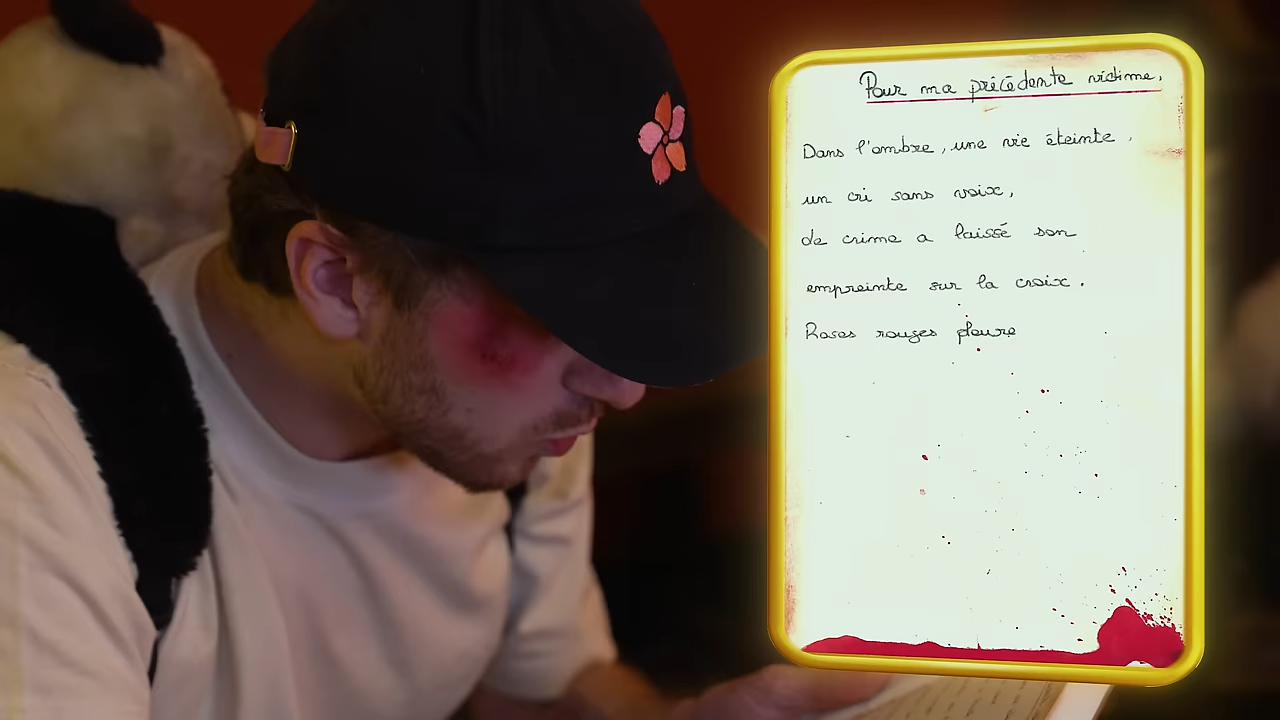 Pour ma précédente victime,
Dans l'ombre, une vie éteinte,
un cri sans voix,
de crime a laissé son
empreinte sur la croix.
Roses rouges pleure